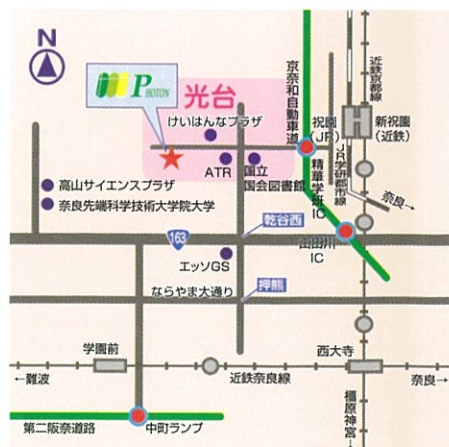 N
PHOTON
光台
けいはんなプラザ
ATR
国立
国会図書館
京奈和自動車道
祝園
(JR)
精華学研
IC
JR学研都市線
近鉄京都線
新祝園
(近鉄)
奈良→
高山サイエンスプラザ
奈良先端科学技術大学院大学
163
乾谷西
山田川
IC
エッソGS
ならやま大通り
押熊
学園前
西大寺
←難波
近鉄奈良線
奈良→
橿原神宮→
第二阪奈道路
中町ランプ